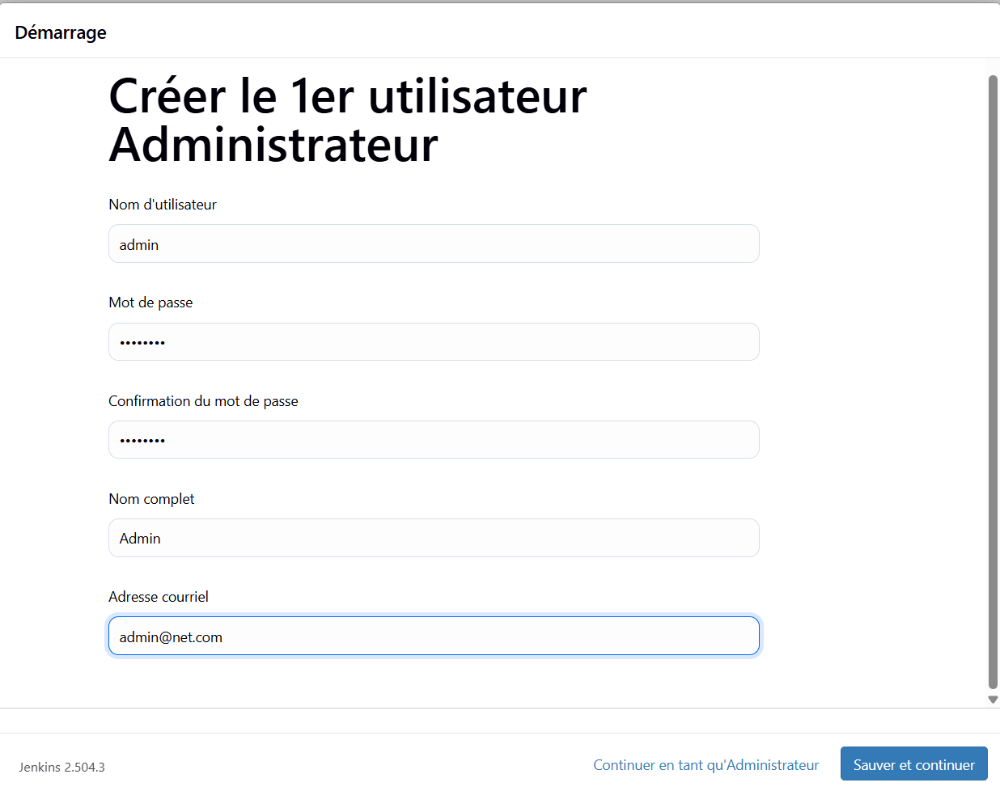 Démarrage
Créer le 1er utilisateur
Administrateur
Nom d'utilisateur
admin
Mot de passe
••••••••
Confirmation du mot de passe
••••••••
Nom complet
Admin
Adresse courriel
admin@net.com
Jenkins 2.504.3
Continuer en tant qu'Administrateur
Sauver et continuer